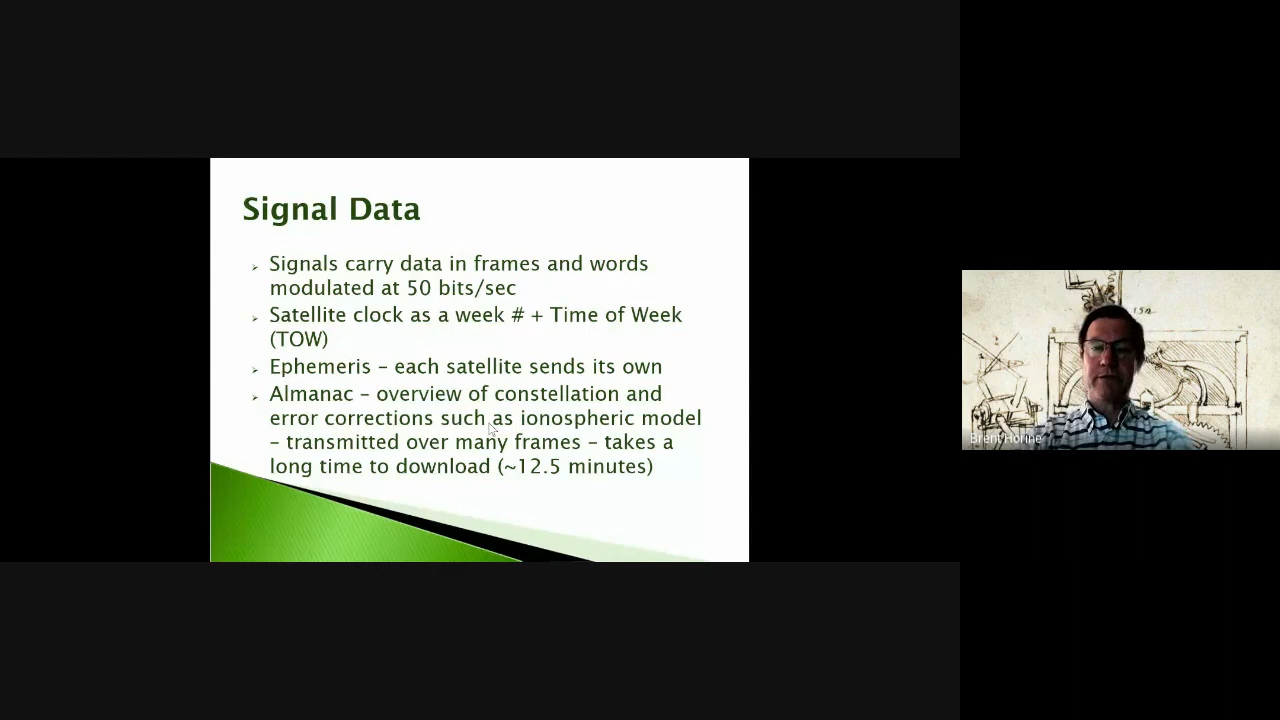 Signal Data
Signals carry data in frames and words
modulated at 50 bits/sec
Satellite clock as a week # + Time of Week
(TOW)
Ephemeris – each satellite sends its own
Almanac – overview of constellation and
error corrections such as ionospheric model
– transmitted over many frames – takes a
long time to download (~12.5 minutes)
Brent Horine